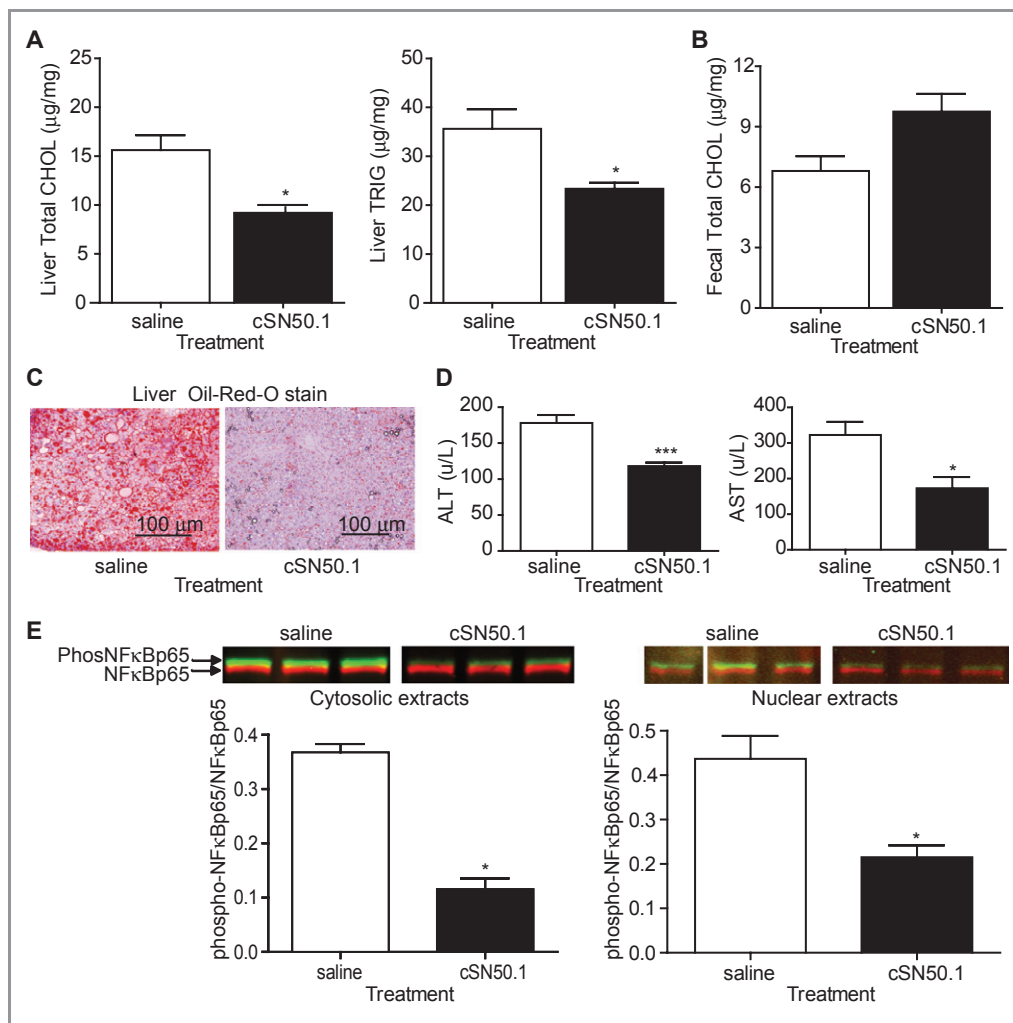 A
Liver Total CHOL (µg/mg)
25
20
15
10
5
0
*
saline
cSN50.1
Treatment
Liver TRIG (µg/mg)
50
40
30
20
10
0
*
saline
cSN50.1
Treatment
B
Fecal Total CHOL (µg/mg)
12
9
6
3
0
saline
cSN50.1
Treatment
C
Liver Oil-Red-O stain
100 µm
100 µm
saline
cSN50.1
Treatment
D
ALT (u/L)
200
150
100
50
0
***
saline
cSN50.1
Treatment
AST (u/L)
400
300
200
100
0
*
saline
cSN50.1
Treatment
E
saline
cSN50.1
PhosNFκBp65
NFκBp65
Cytosolic extracts
phospho-NFκBp65/NFκBp65
0.4
0.3
0.2
0.1
0.0
*
saline
cSN50.1
Treatment
saline
cSN50.1
Nuclear extracts
phospho-NFκBp65/NFκBp65
0.5
0.4
0.3
0.2
0.1
0.0
*
saline
cSN50.1
Treatment